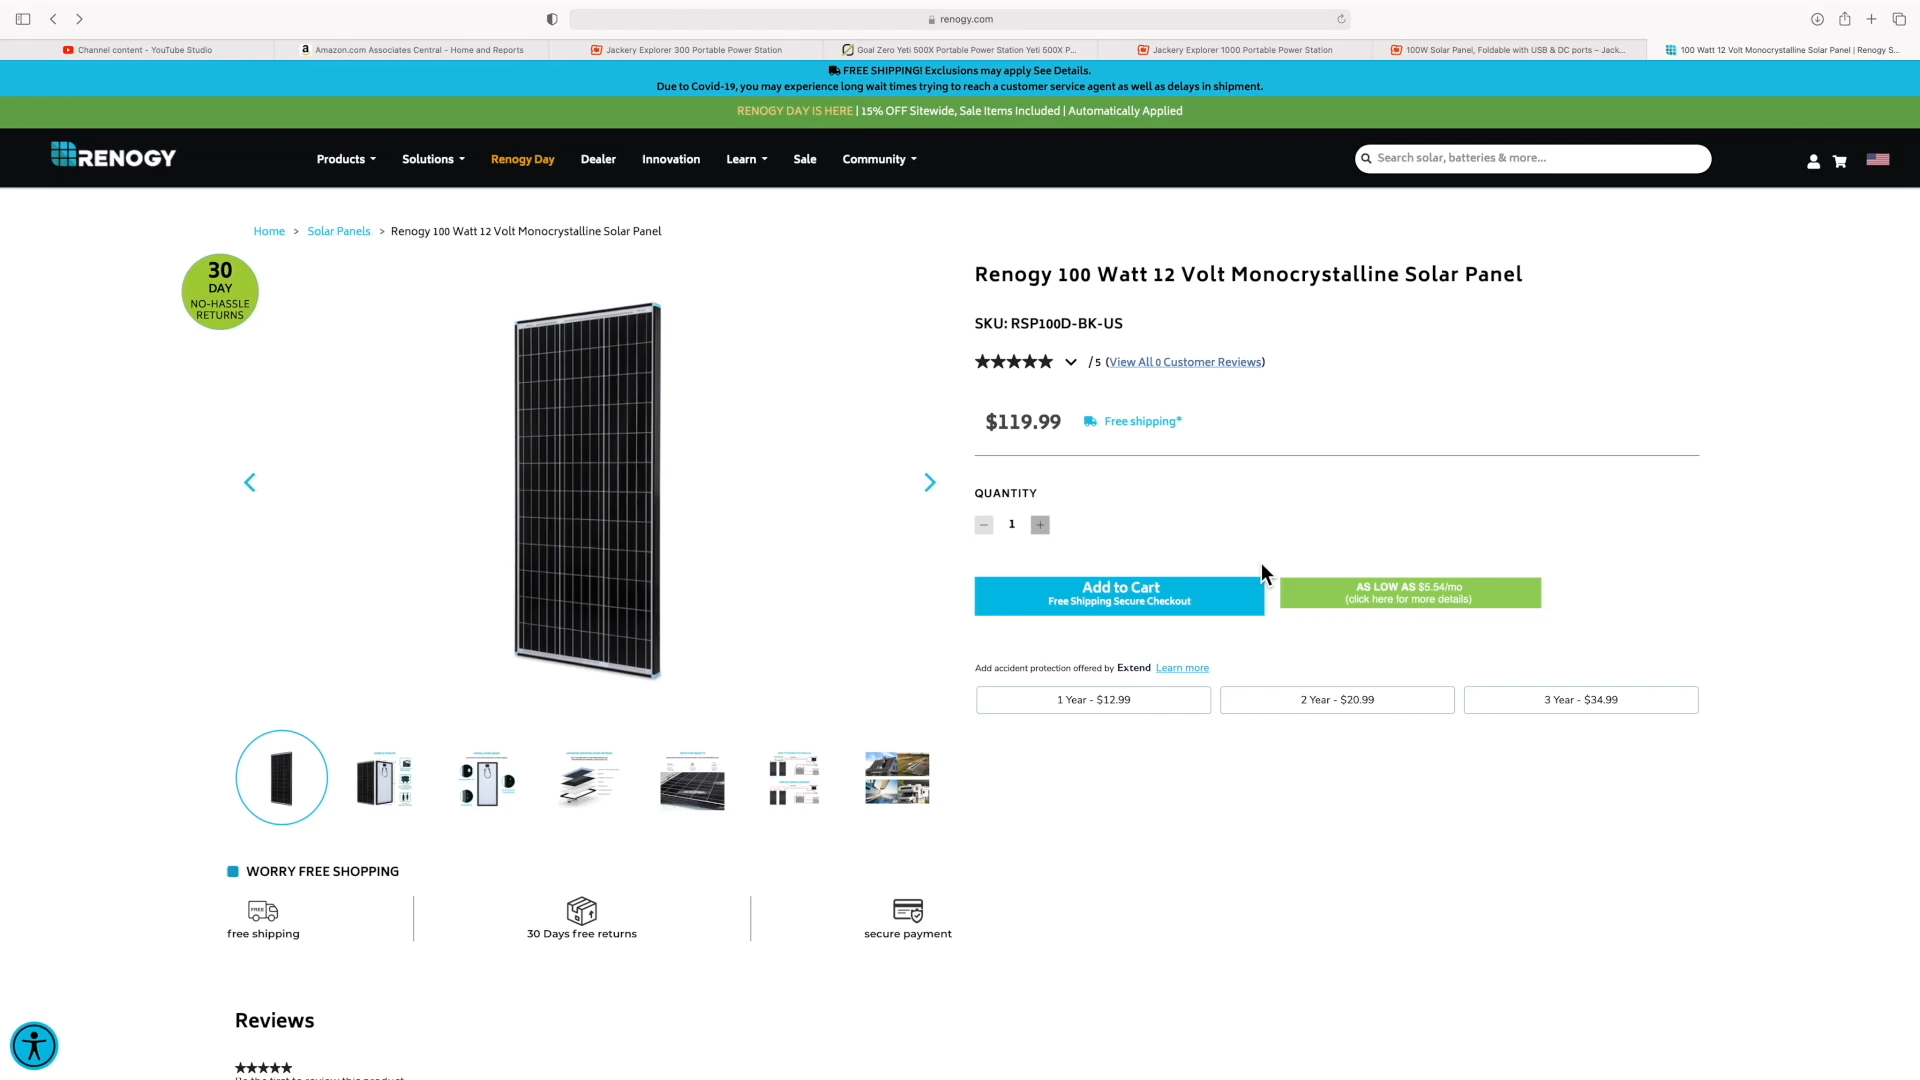 renogy.com
Channel content - YouTube Studio
Amazon.com Associates Central - Home and Reports
Jackery Explorer 300 Portable Power Station
Goal Zero Yeti 500X Portable Power Station Yeti 500X P...
Jackery Explorer 1000 Portable Power Station
100W Solar Panel, Foldable with USB & DC ports – Jack...
100 Watt 12 Volt Monocrystalline Solar Panel | Renogy S...
FREE SHIPPING! Exclusions may apply See Details.
Due to Covid-19, you may experience long wait times trying to reach a customer service agent as well as delays in shipment.
RENOGY DAY IS HERE | 15% OFF Sitewide, Sale Items Included | Automatically Applied
RENOGY
Products
Solutions
Renogy Day
Dealer
Innovation
Learn
Sale
Community
Search solar, batteries & more...
Home > Solar Panels > Renogy 100 Watt 12 Volt Monocrystalline Solar Panel
30
DAY
NO-HASSLE
RETURNS
Renogy 100 Watt 12 Volt Monocrystalline Solar Panel
SKU: RSP100D-BK-US
/ 5 (View All 0 Customer Reviews)
$119.99
Free shipping*
QUANTITY
− 1 +
Add to Cart
Free Shipping Secure Checkout
AS LOW AS $5.54/mo
(click here for more details)
Add accident protection offered by Extend Learn more
1 Year - $12.99
2 Year - $20.99
3 Year - $34.99
WORRY FREE SHOPPING
FREE
free shipping
30 Days free returns
secure payment
Reviews
Be the first to review this product